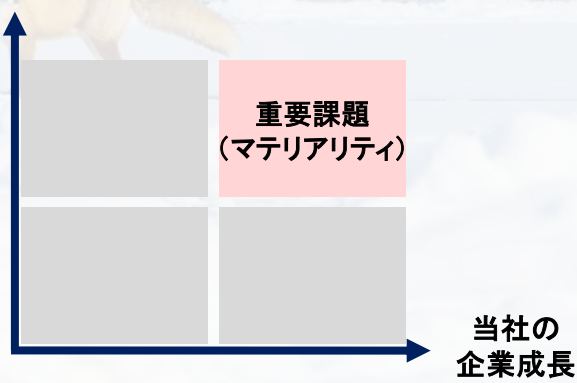 重要課題
（マテリアリティ）
当社の
企業成長